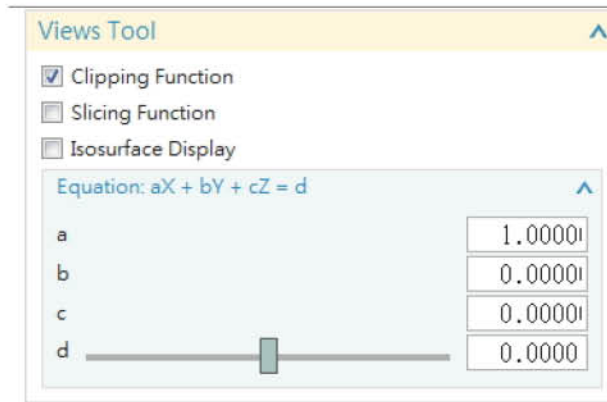 Views Tool
Clipping Function
Slicing Function
Isosurface Display
Equation: aX + bY + cZ = d
a 1.0000
b 0.0000
c 0.0000
d 0.0000